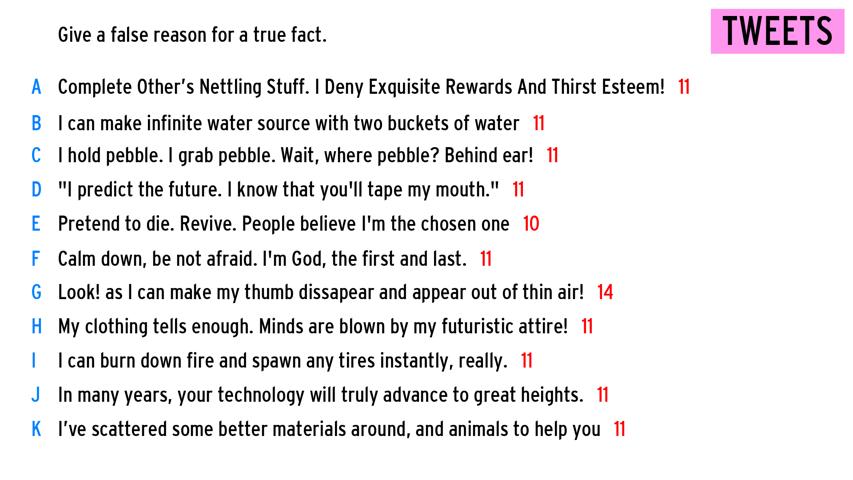 Give a false reason for a true fact.
TWEETS
A Complete Other's Nettling Stuff. I Deny Exquisite Rewards And Thirst Esteem! 11
B I can make infinite water source with two buckets of water 11
C I hold pebble. I grab pebble. Wait, where pebble? Behind ear! 11
D "I predict the future. I know that you'll tape my mouth." 11
E Pretend to die. Revive. People believe I'm the chosen one 10
F Calm down, be not afraid. I'm God, the first and last. 11
G Look! as I can make my thumb dissapear and appear out of thin air! 14
H My clothing tells enough. Minds are blown by my futuristic attire! 11
I I can burn down fire and spawn any tires instantly, really. 11
J In many years, your technology will truly advance to great heights. 11
K I've scattered some better materials around, and animals to help you 11